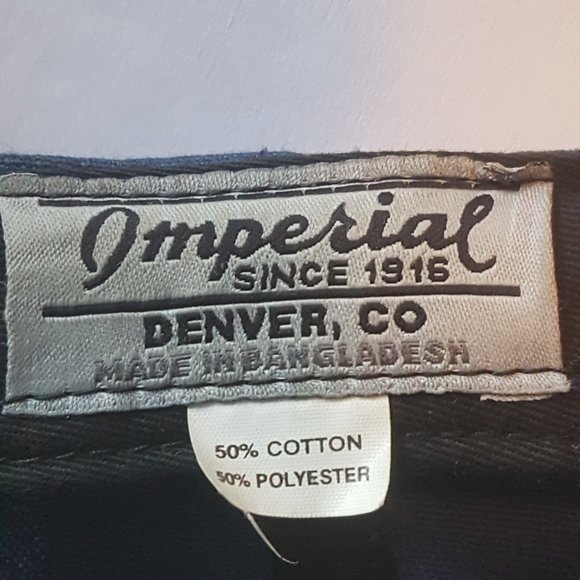 Imperial
SINCE 1916
DENVER, CO
MADE IN BANGLADESH
50% COTTON
50% POLYESTER